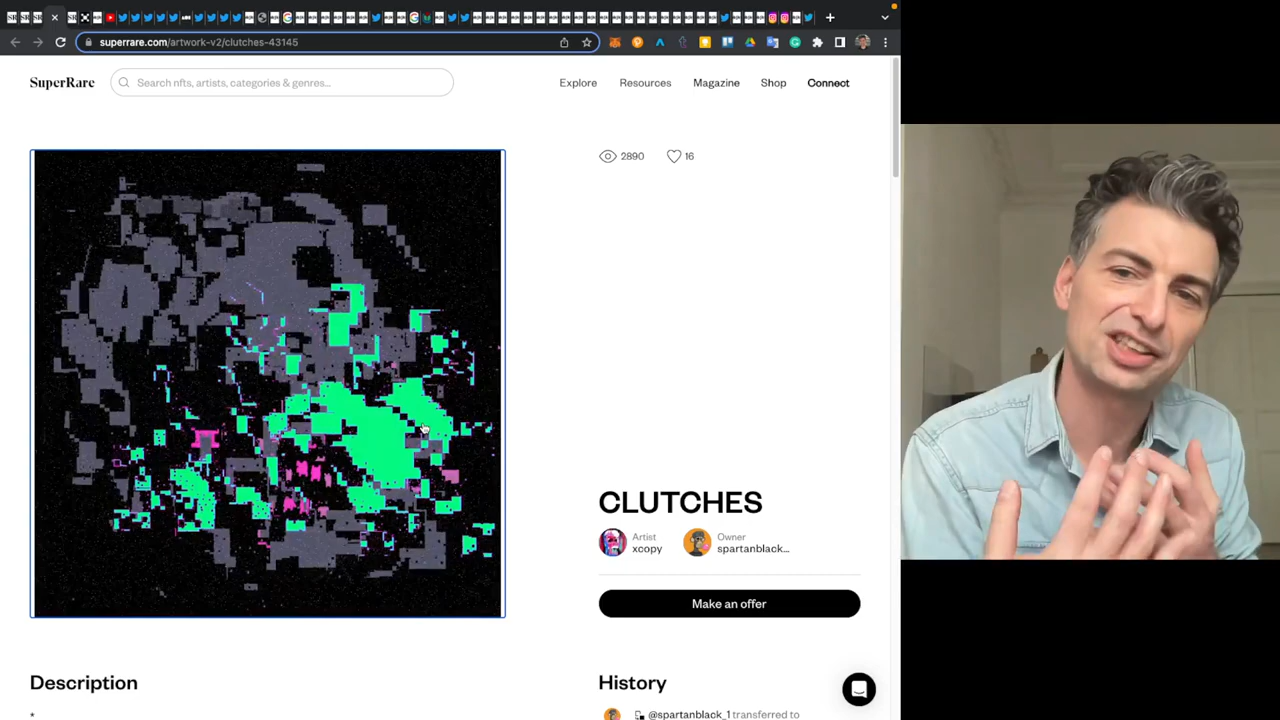 superrare.com/artwork-v2/clutches-43145
SuperRare
Search nfts, artists, categories & genres...
Explore
Resources
Magazine
Shop
Connect
2890
16
CLUTCHES
Artist
xcopy
Owner
spartanblack...
Make an offer
Description
*
History
@spartanblack_1 transferred to